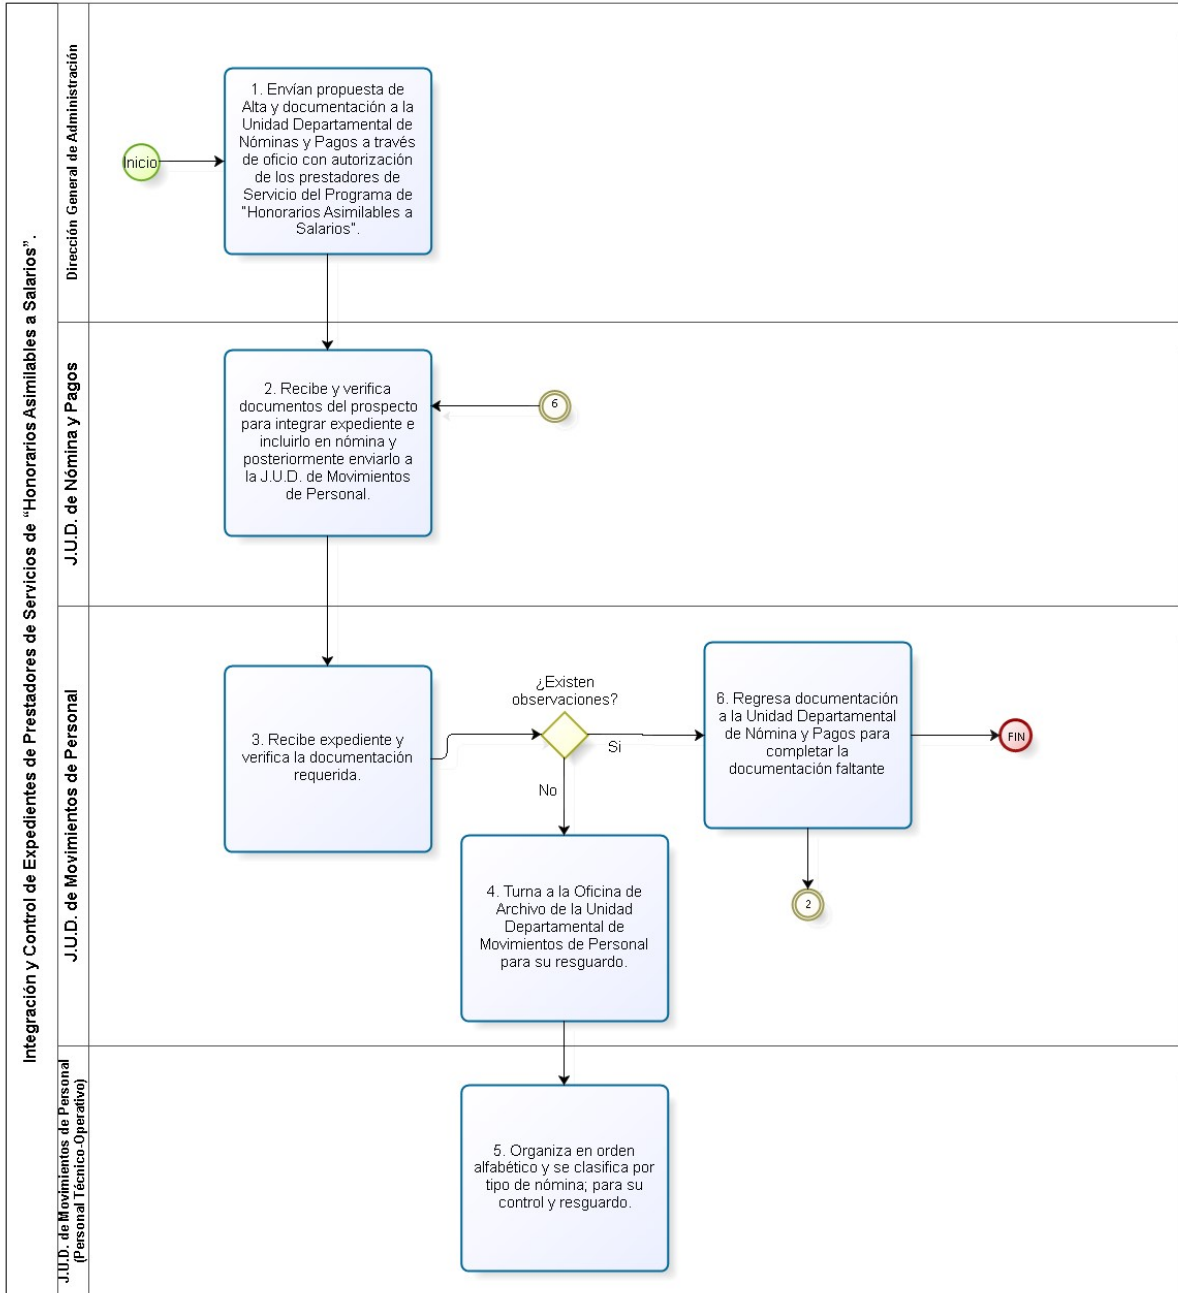 Integración y Control de Expedientes de Prestadores de Servicios de “Honorarios Asimilables a Salarios”.
Dirección General de Administración
Inicio
1. Envían propuesta de
Alta y documentación a la
Unidad Departamental de
Nóminas y Pagos a través
de oficio con autorización
de los prestadores de
Servicio del Programa de
“Honorarios Asimilables a
Salarios”.
J.U.D. de Nómina y Pagos
2. Recibe y verifica
documentos del prospecto
para integrar expediente e
incluirlo en nómina y
posteriormente enviarlo a
la J.U.D. de Movimientos
de Personal.
6
J.U.D. de Movimientos de Personal
3. Recibe expediente y
verifica la documentación
requerida.
¿Existen
observaciones?
Si
No
6. Regresa documentación
a la Unidad Departamental
de Nómina y Pagos para
completar la
documentación faltante
FIN
2
4. Turna a la Oficina de
Archivo de la Unidad
Departamental de
Movimientos de Personal
para su resguardo.
J.U.D. de Movimientos de Personal
(Personal Técnico-Operativo)
5. Organiza en orden
alfabético y se clasifica por
tipo de nómina; para su
control y resguardo.